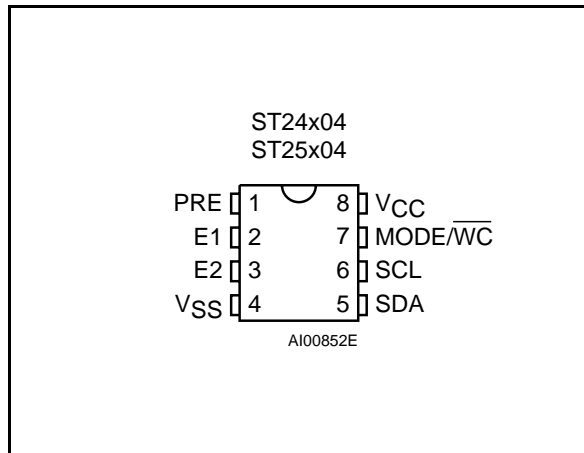 ST24x04
ST25x04
PRE 1 8 VCC
E1 2 7 MODE/W̅C̅
E2 3 6 SCL
VSS 4 5 SDA
AI00852E